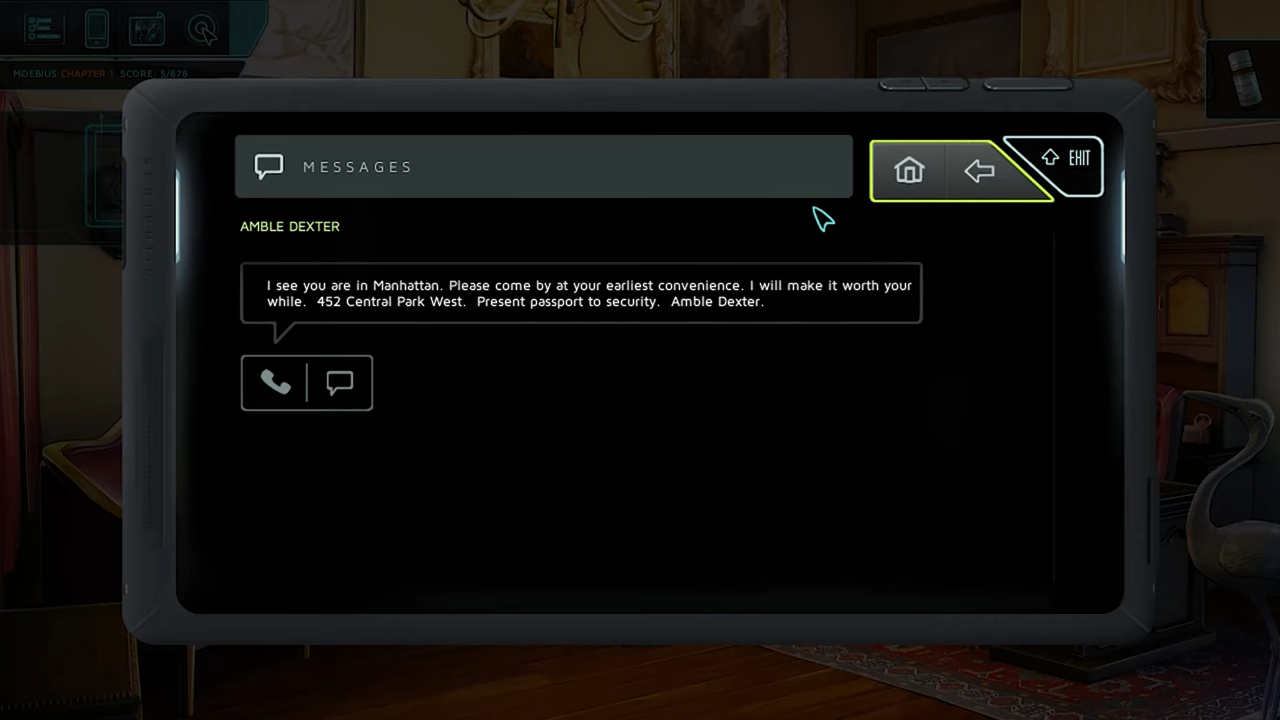 MOEBIUS CHAPTER 1. SCORE: 5/676
MESSAGES
EXIT
AMBLE DEXTER
I see you are in Manhattan. Please come by at your earliest convenience. I will make it worth your
while. 452 Central Park West. Present passport to security. Amble Dexter.